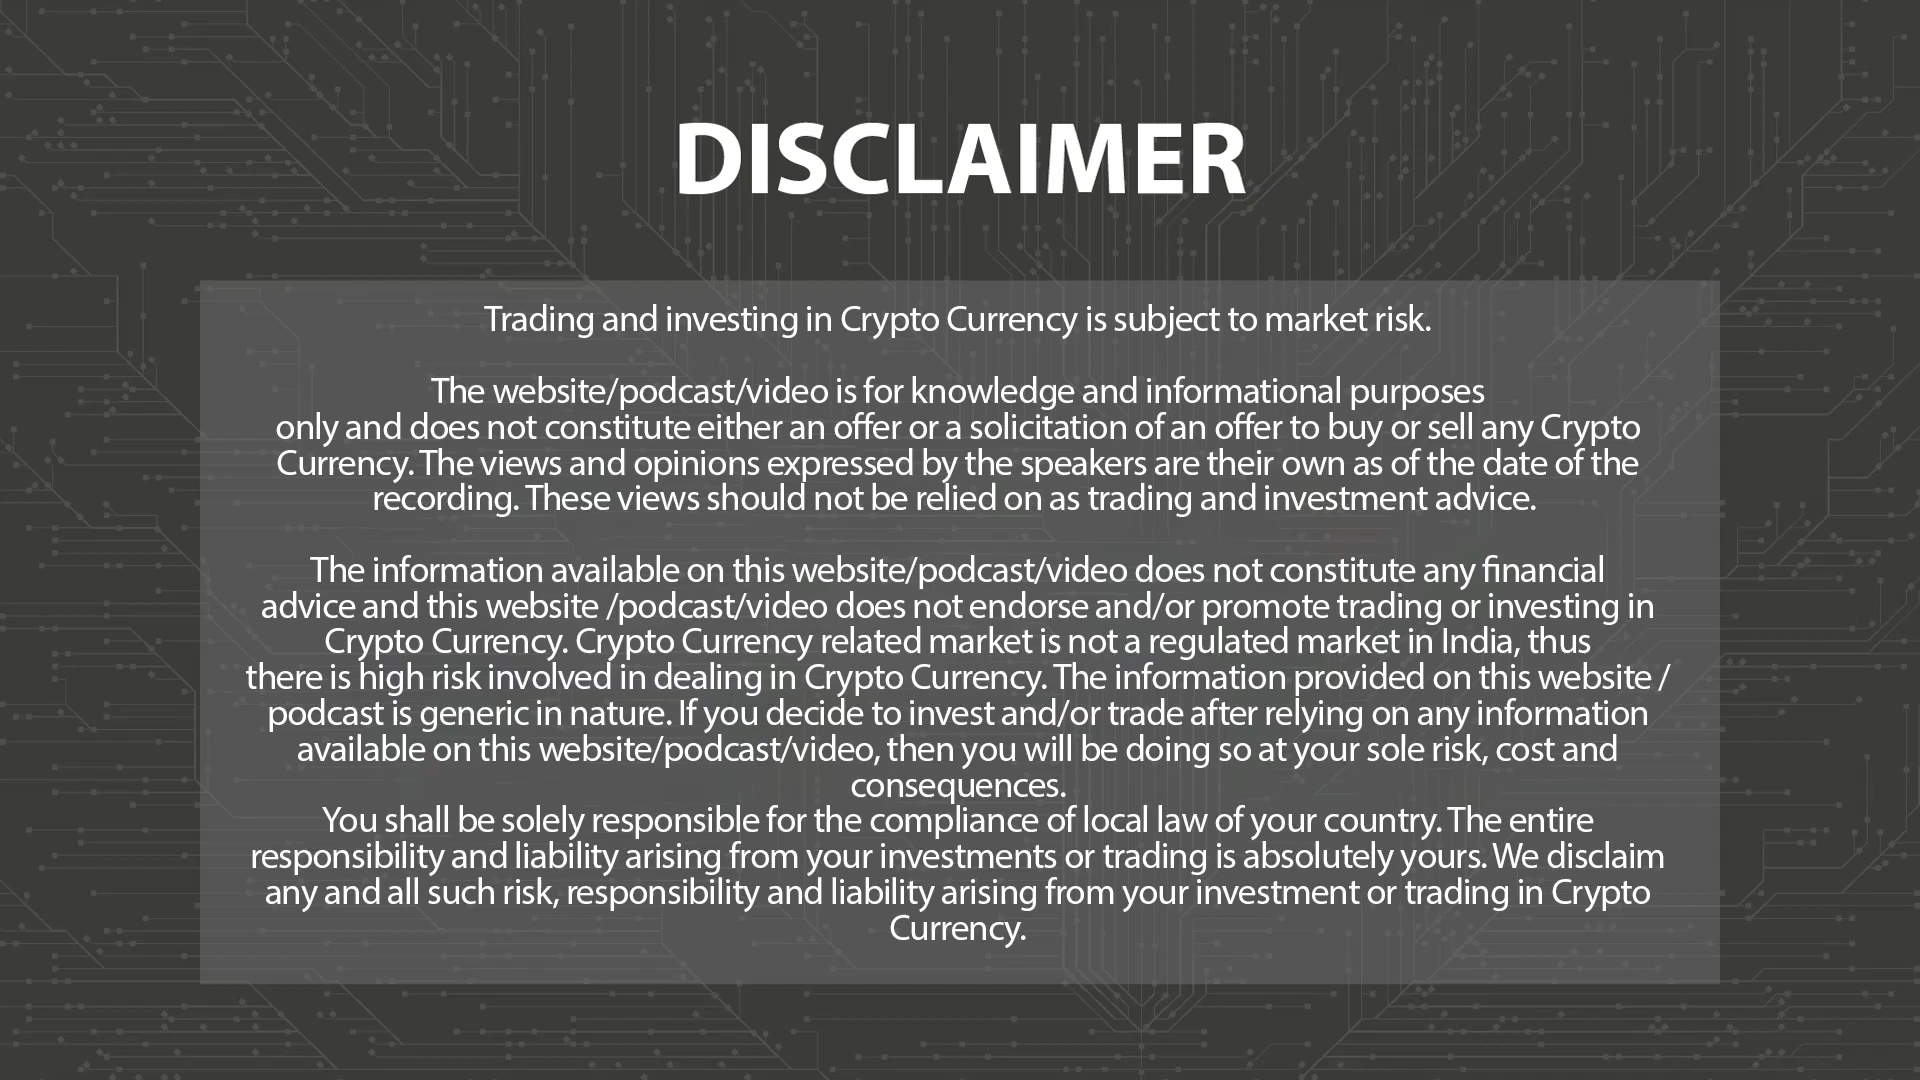 DISCLAIMER
Trading and investing in Crypto Currency is subject to market risk.
The website/podcast/video is for knowledge and informational purposes
only and does not constitute either an offer or a solicitation of an offer to buy or sell any Crypto
Currency. The views and opinions expressed by the speakers are their own as of the date of the
recording. These views should not be relied on as trading and investment advice.
The information available on this website/podcast/video does not constitute any financial
advice and this website /podcast/video does not endorse and/or promote trading or investing in
Crypto Currency. Crypto Currency related market is not a regulated market in India, thus
there is high risk involved in dealing in Crypto Currency. The information provided on this website /
podcast is generic in nature. If you decide to invest and/or trade after relying on any information
available on this website/podcast/video, then you will be doing so at your sole risk, cost and
consequences.
You shall be solely responsible for the compliance of local law of your country. The entire
responsibility and liability arising from your investments or trading is absolutely yours. We disclaim
any and all such risk, responsibility and liability arising from your investment or trading in Crypto
Currency.